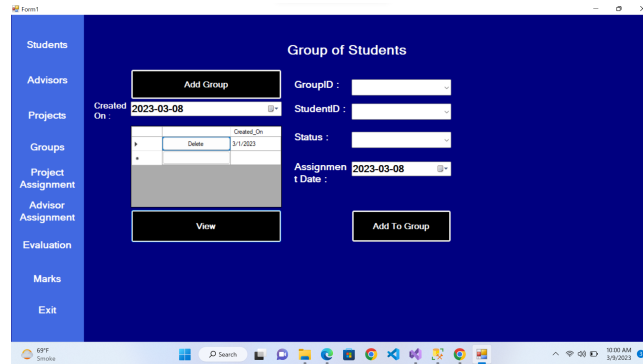 Form1
Students
Advisors
Projects
Groups
Project
Assignment
Advisor
Assignment
Evaluation
Marks
Exit
Group of Students
Add Group
Created
On :
2023-03-08
Created_On
Delete
3/1/2023
View
GroupID :
StudentID :
Status :
Assignmen
t Date :
2023-03-08
Add To Group
69°F
Smoke
Search
10:00 AM
3/9/2023